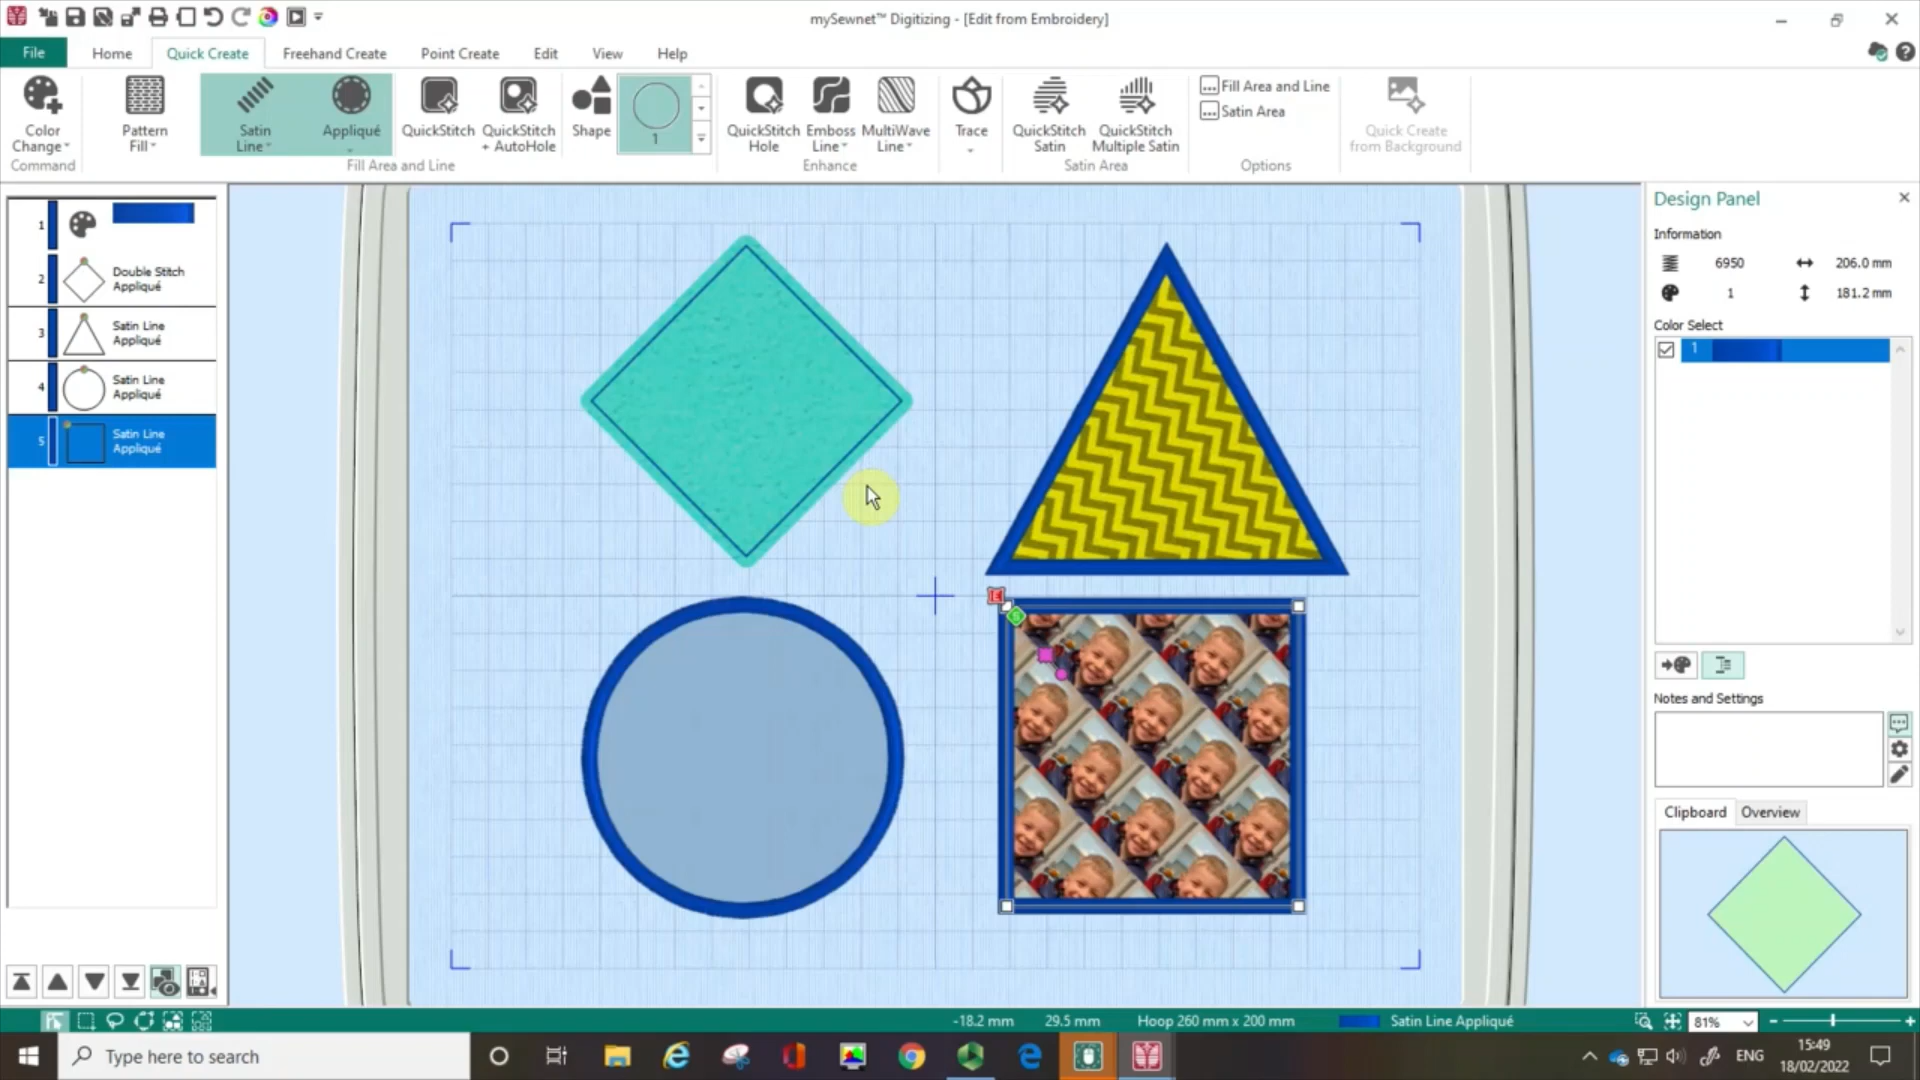 mySewnet™ Digitizing - [Edit from Embroidery]
File Home Quick Create Freehand Create Point Create Edit View Help
Color Change
Pattern Fill
Satin Line
Appliqué
QuickStitch
QuickStitch + AutoHole
Shape
1
QuickStitch Hole
Emboss Line
MultiWave Line
Trace
QuickStitch Satin
QuickStitch Multiple Satin
Fill Area and Line
Satin Area
Quick Create from Background
Command
Fill Area and Line
Enhance
Satin Area
Options
1
2 Double Stitch
Appliqué
3 Satin Line
Appliqué
4 Satin Line
Appliqué
5 Satin Line
Appliqué
E
S
Design Panel
Information
6950 206.0 mm
1 181.2 mm
Color Select
1
Notes and Settings
Clipboard Overview
-18.2 mm 29.5 mm Hoop 260 mm x 200 mm Satin Line Appliqué 81%
Type here to search
ENG
15:49
18/02/2022